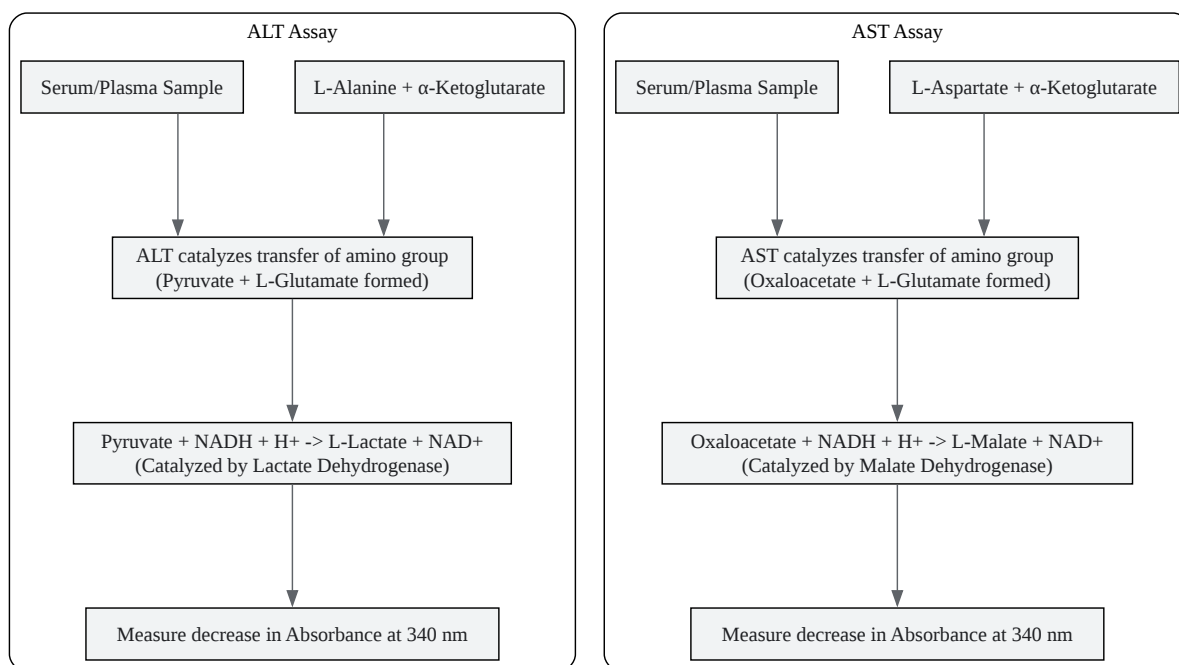 ALT Assay
Serum/Plasma Sample
L-Alanine + α-Ketoglutarate
ALT catalyzes transfer of amino group
(Pyruvate + L-Glutamate formed)
Pyruvate + NADH + H+ -> L-Lactate + NAD+
(Catalyzed by Lactate Dehydrogenase)
Measure decrease in Absorbance at 340 nm
AST Assay
Serum/Plasma Sample
L-Aspartate + α-Ketoglutarate
AST catalyzes transfer of amino group
(Oxaloacetate + L-Glutamate formed)
Oxaloacetate + NADH + H+ -> L-Malate + NAD+
(Catalyzed by Malate Dehydrogenase)
Measure decrease in Absorbance at 340 nm